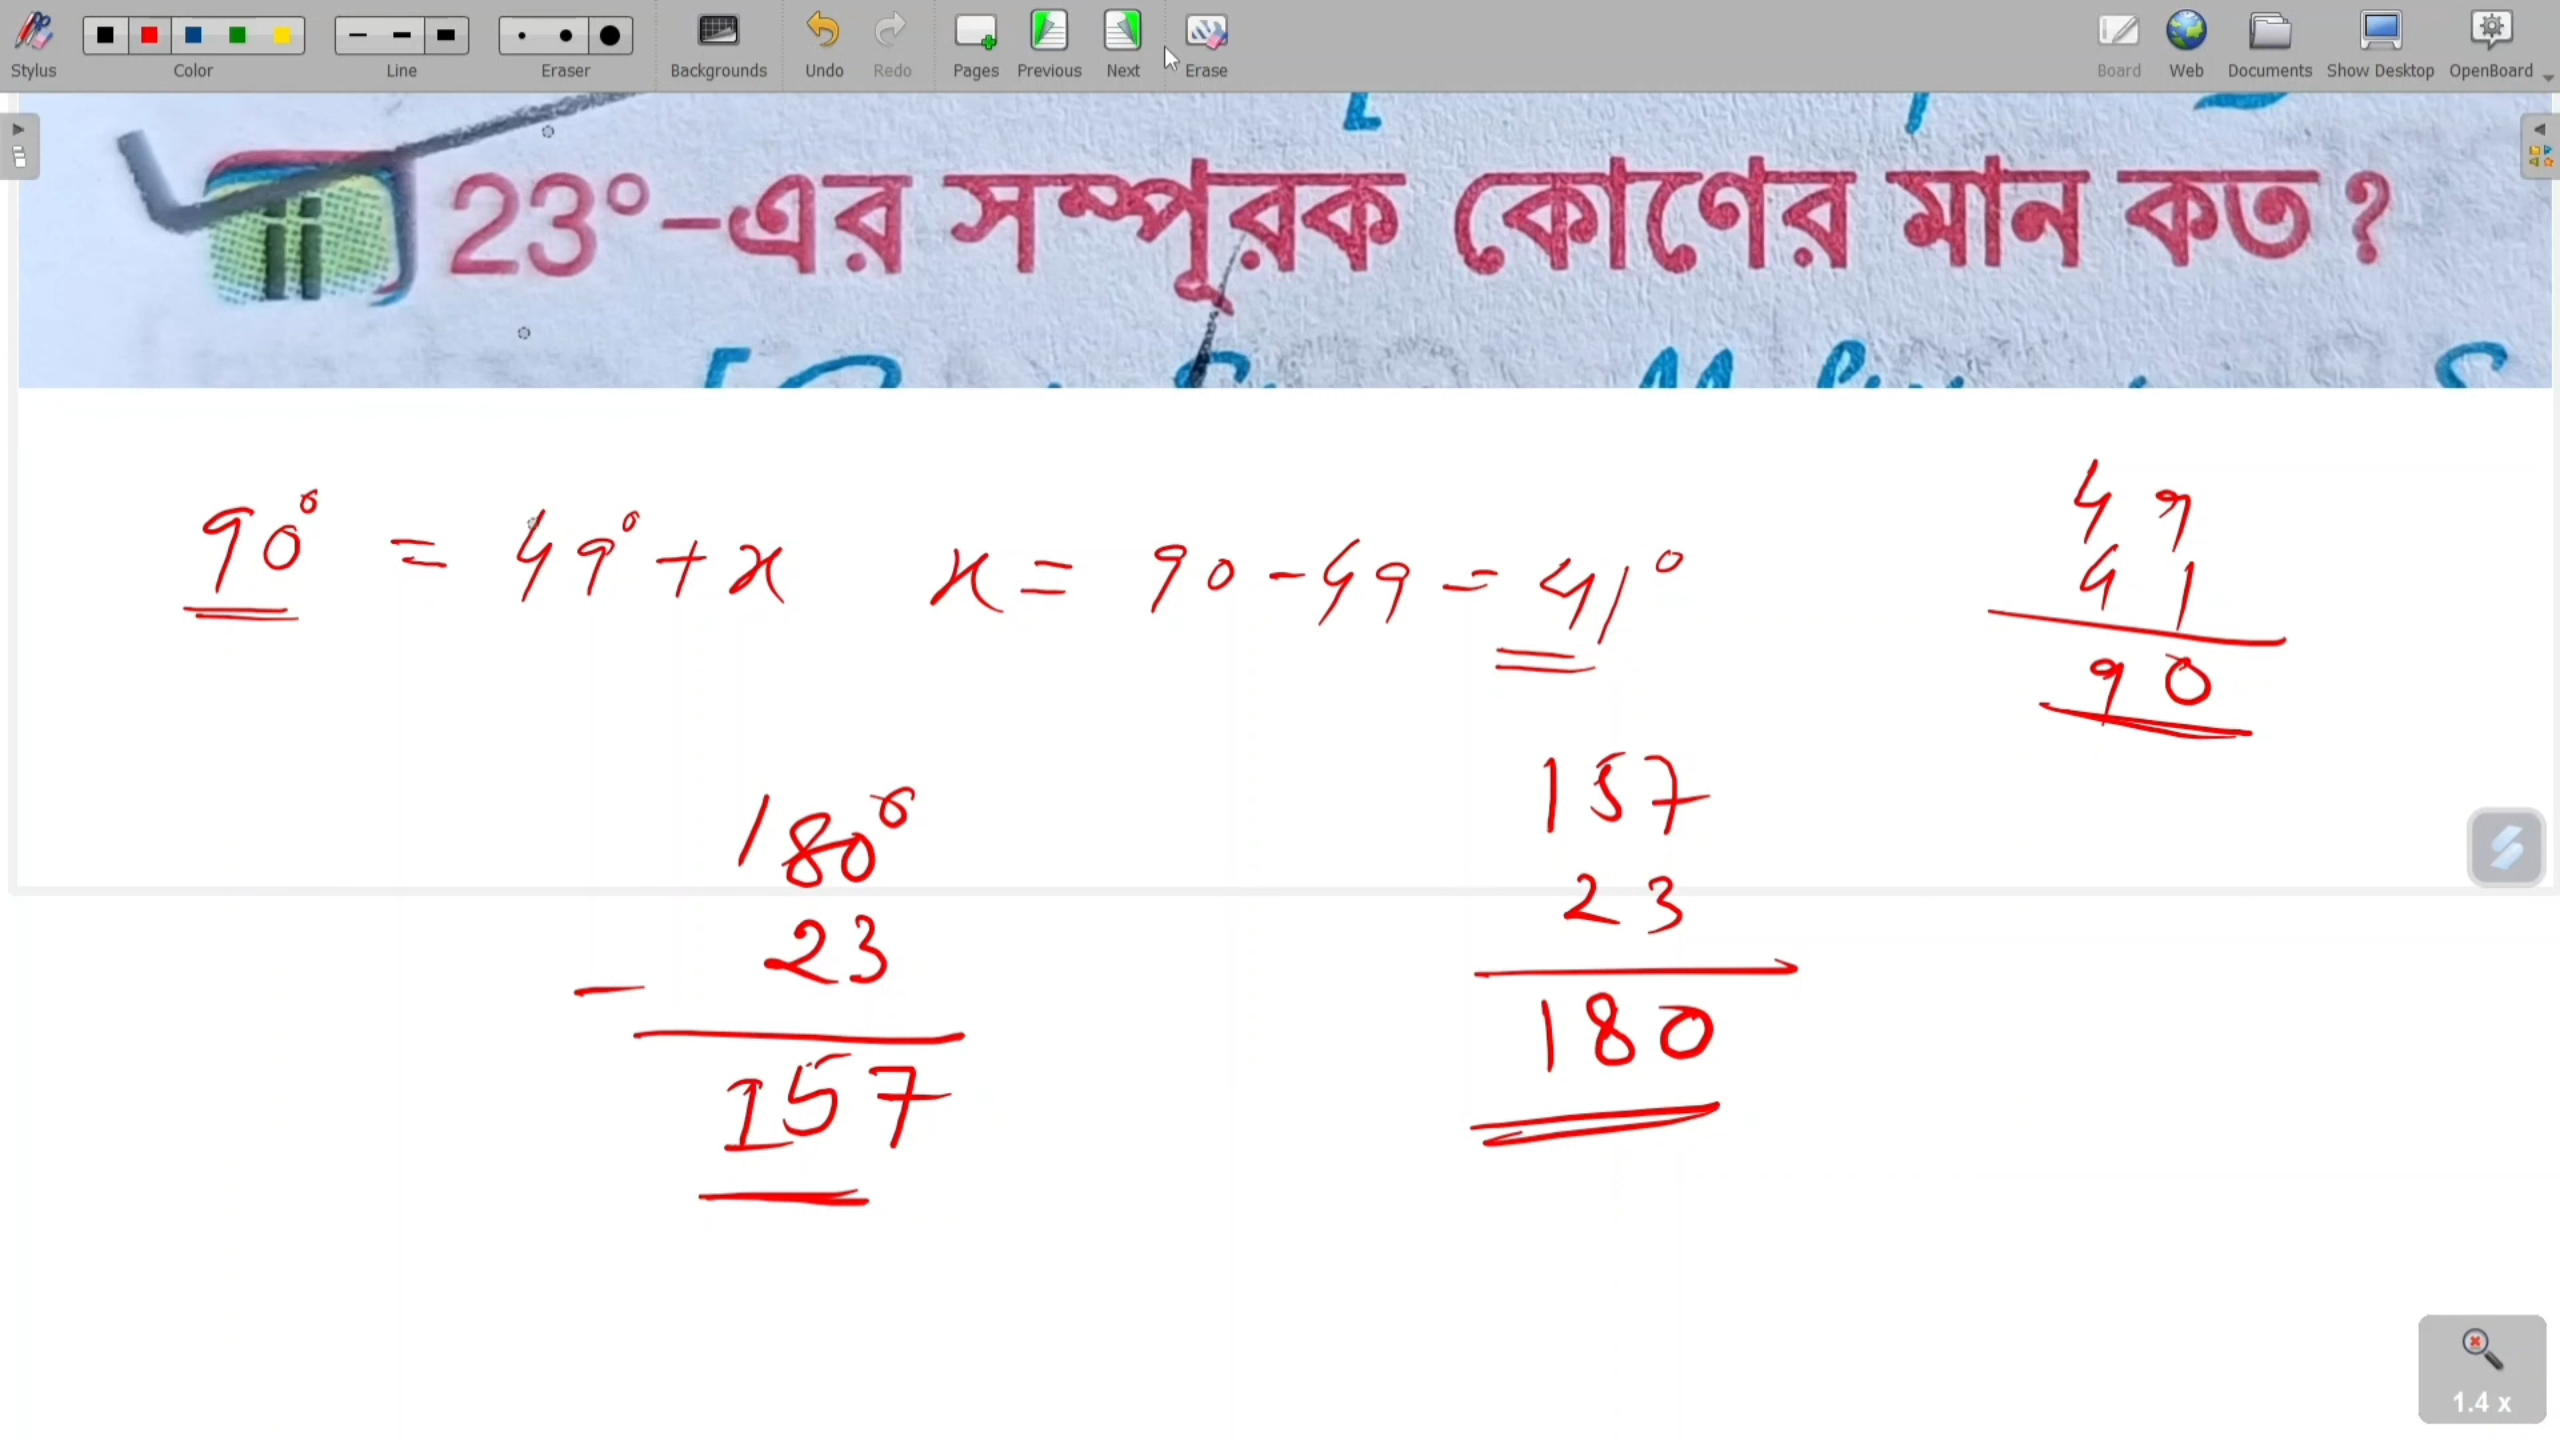 Stylus Color Line Eraser Backgrounds Undo Redo Pages Previous Next Erase Board Web Documents Show Desktop OpenBoard
ii 23°-এর সম্পূরক কোণের মান কত?
90° = 49° + x x = 90 - 49 = 41°
49
41
90
180°
23
-
157
157
23
180
1.4 x